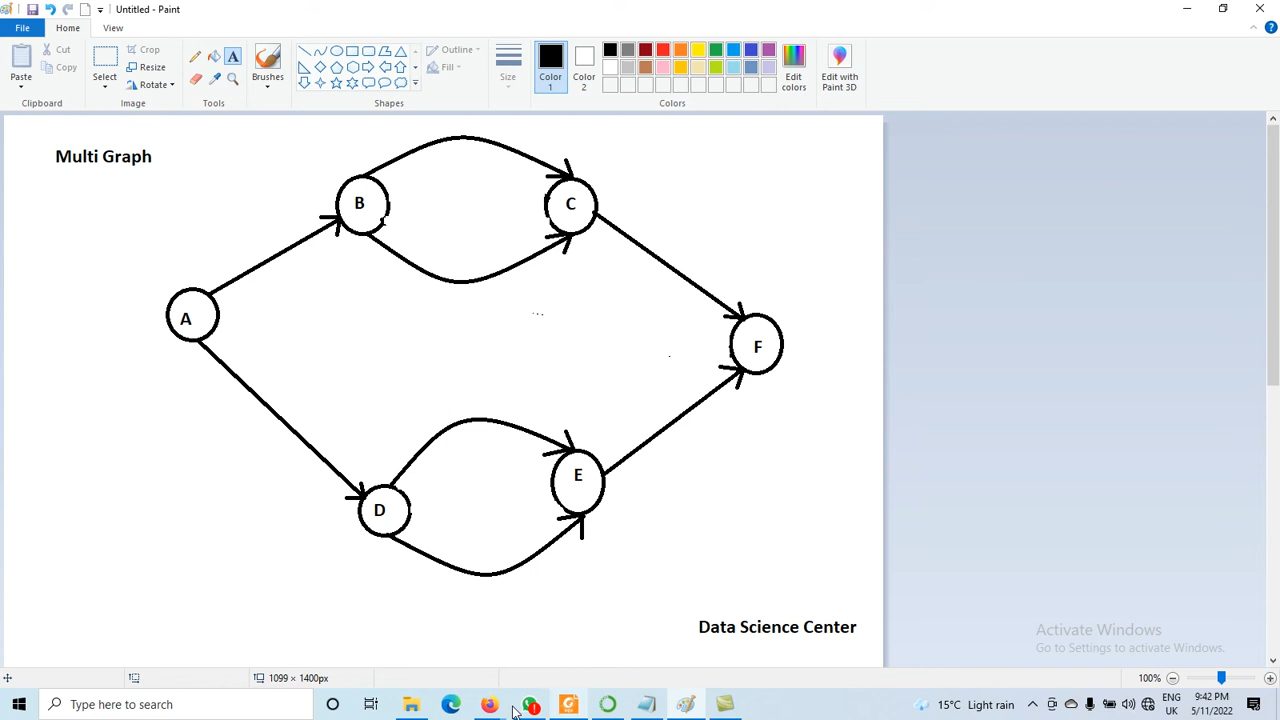 Untitled - Paint
File Home View
Paste
Cut
Copy
Clipboard
Select
Crop
Resize
Rotate
Image
A
Tools
Brushes
Outline
Fill
Shapes
Size
Color 1
Color 2
Edit colors
Colors
Edit with Paint 3D
Multi Graph
B
C
A
F
E
D
Data Science Center
Activate Windows
Go to Settings to activate Windows.
1099 × 1400px
100%
Type here to search
15°C Light rain
ENG
UK
9:42 PM
5/11/2022